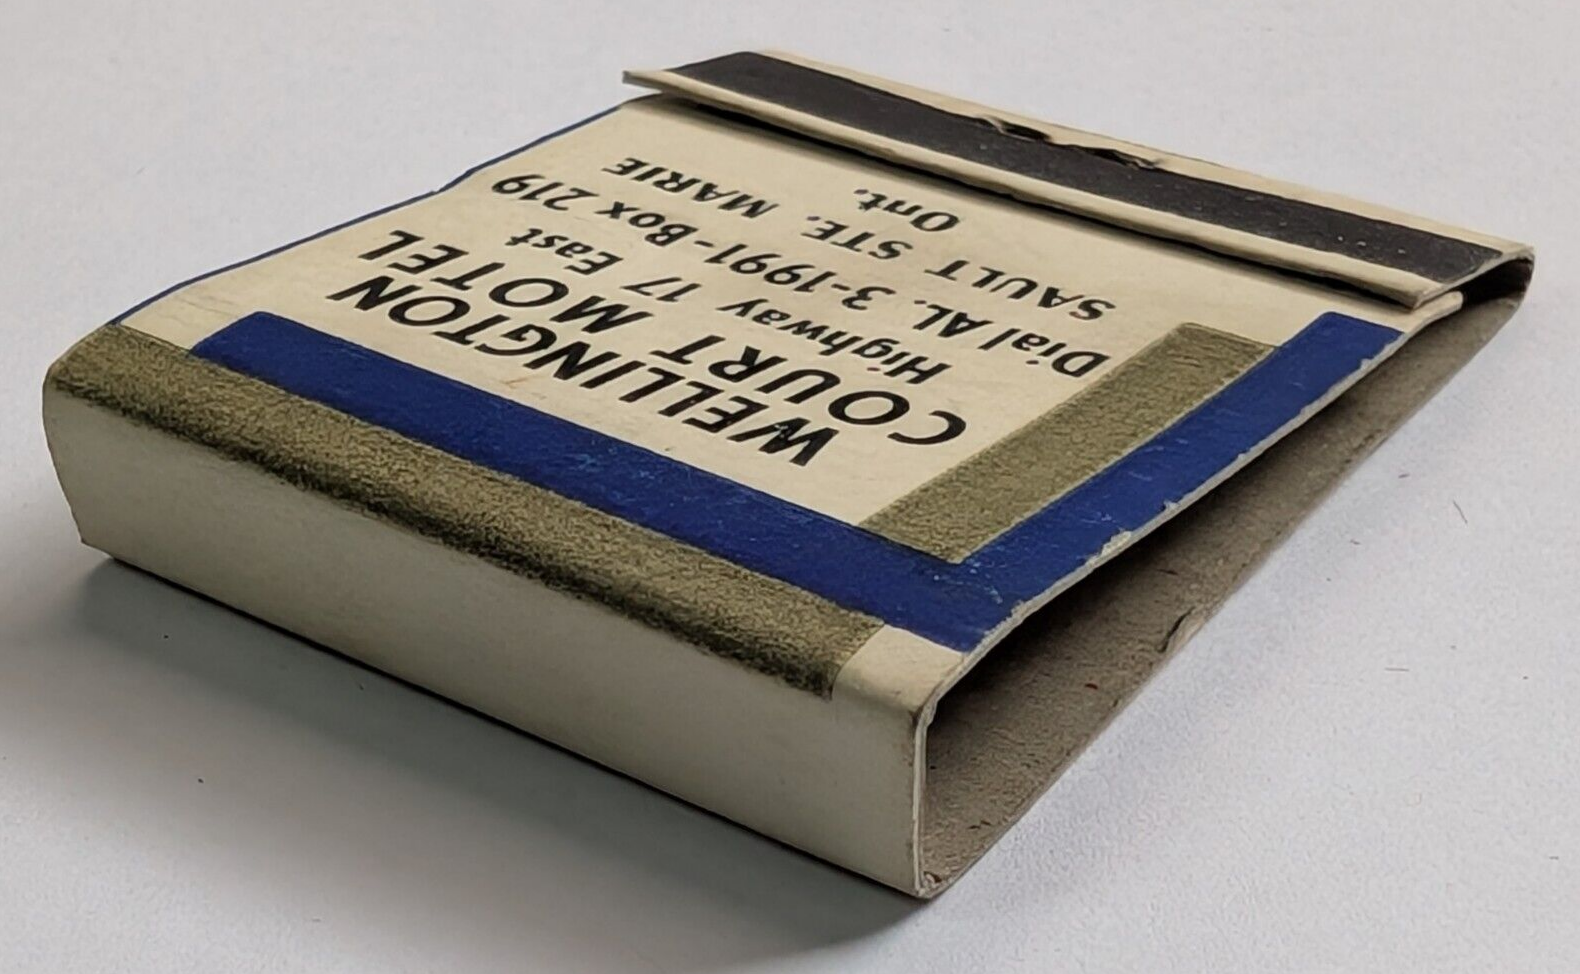 WELLINGTON
COURT MOTEL
Highway 17 East
Dial AL. 3-1991-Box 219
SAULT STE. MARIE
Ont.